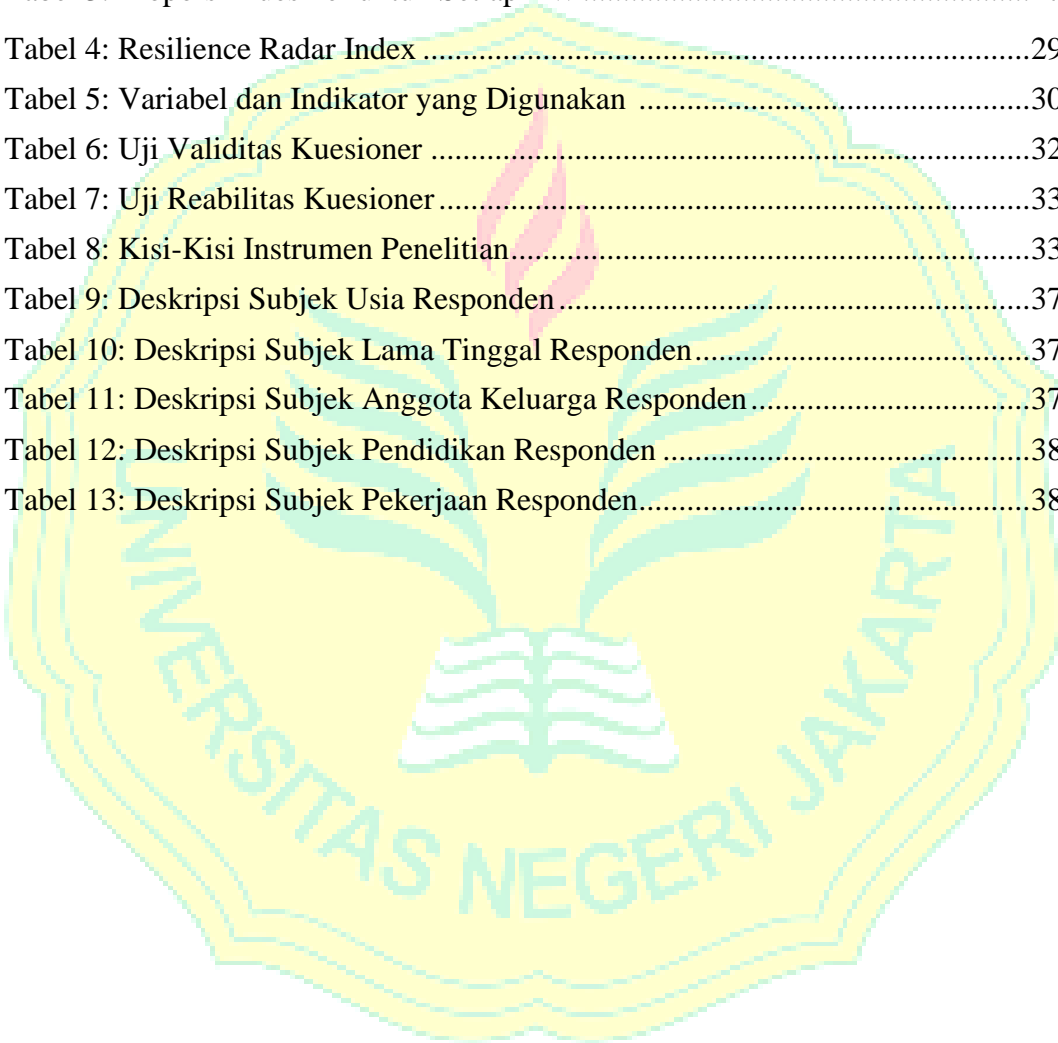 Tabel 4: Resilience Radar Index ..........29
Tabel 5: Variabel dan Indikator yang Digunakan ..........30
Tabel 6: Uji Validitas Kuesioner ..........32
Tabel 7: Uji Reabilitas Kuesioner ..........33
Tabel 8: Kisi-Kisi Instrumen Penelitian ..........33
Tabel 9: Deskripsi Subjek Usia Responden ..........37
Tabel 10: Deskripsi Subjek Lama Tinggal Responden ..........37
Tabel 11: Deskripsi Subjek Anggota Keluarga Responden ..........37
Tabel 12: Deskripsi Subjek Pendidikan Responden ..........38
Tabel 13: Deskripsi Subjek Pekerjaan Responden ..........38
UNIVERSITAS NEGERI JAKARTA